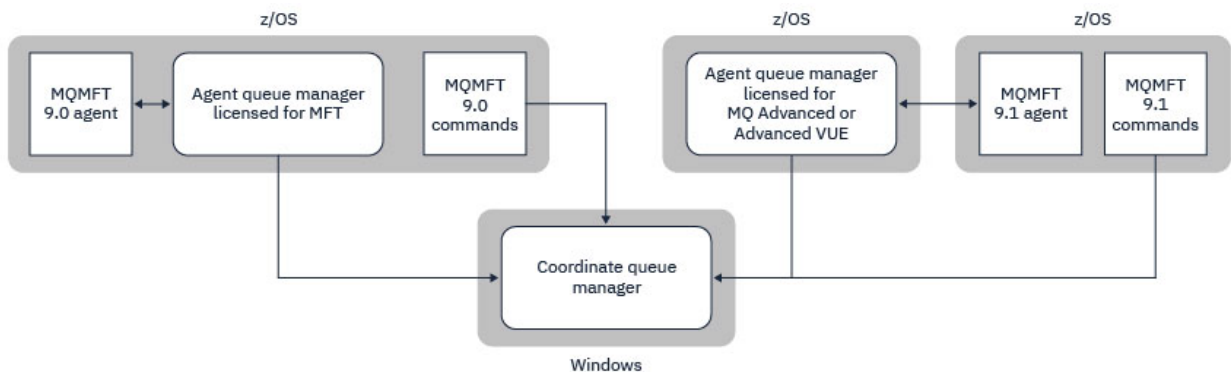 z/OS
z/OS
z/OS
MQMFT
9.0 agent
Agent queue manager
licensed for MFT
MQMFT
9.0
commands
Agent queue manager
licensed for
MQ Advanced or
Advanced VUE
MQMFT
9.1 agent
MQMFT
9.1
commands
Coordinate queue
manager
Windows